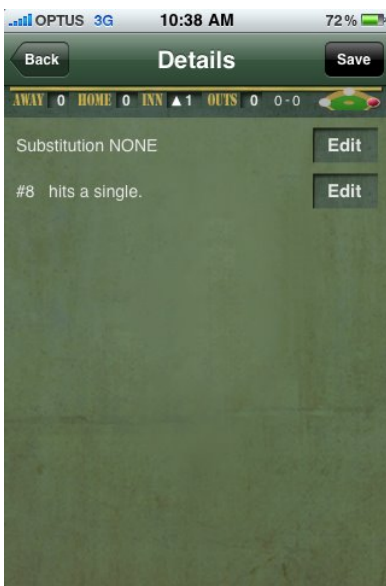 OPTUS 3G 10:38 AM 72%
Back Details Save
AWAY 0 HOME 0 INN ▲1 OUTS 0 0-0
Substitution NONE Edit
#8 hits a single. Edit